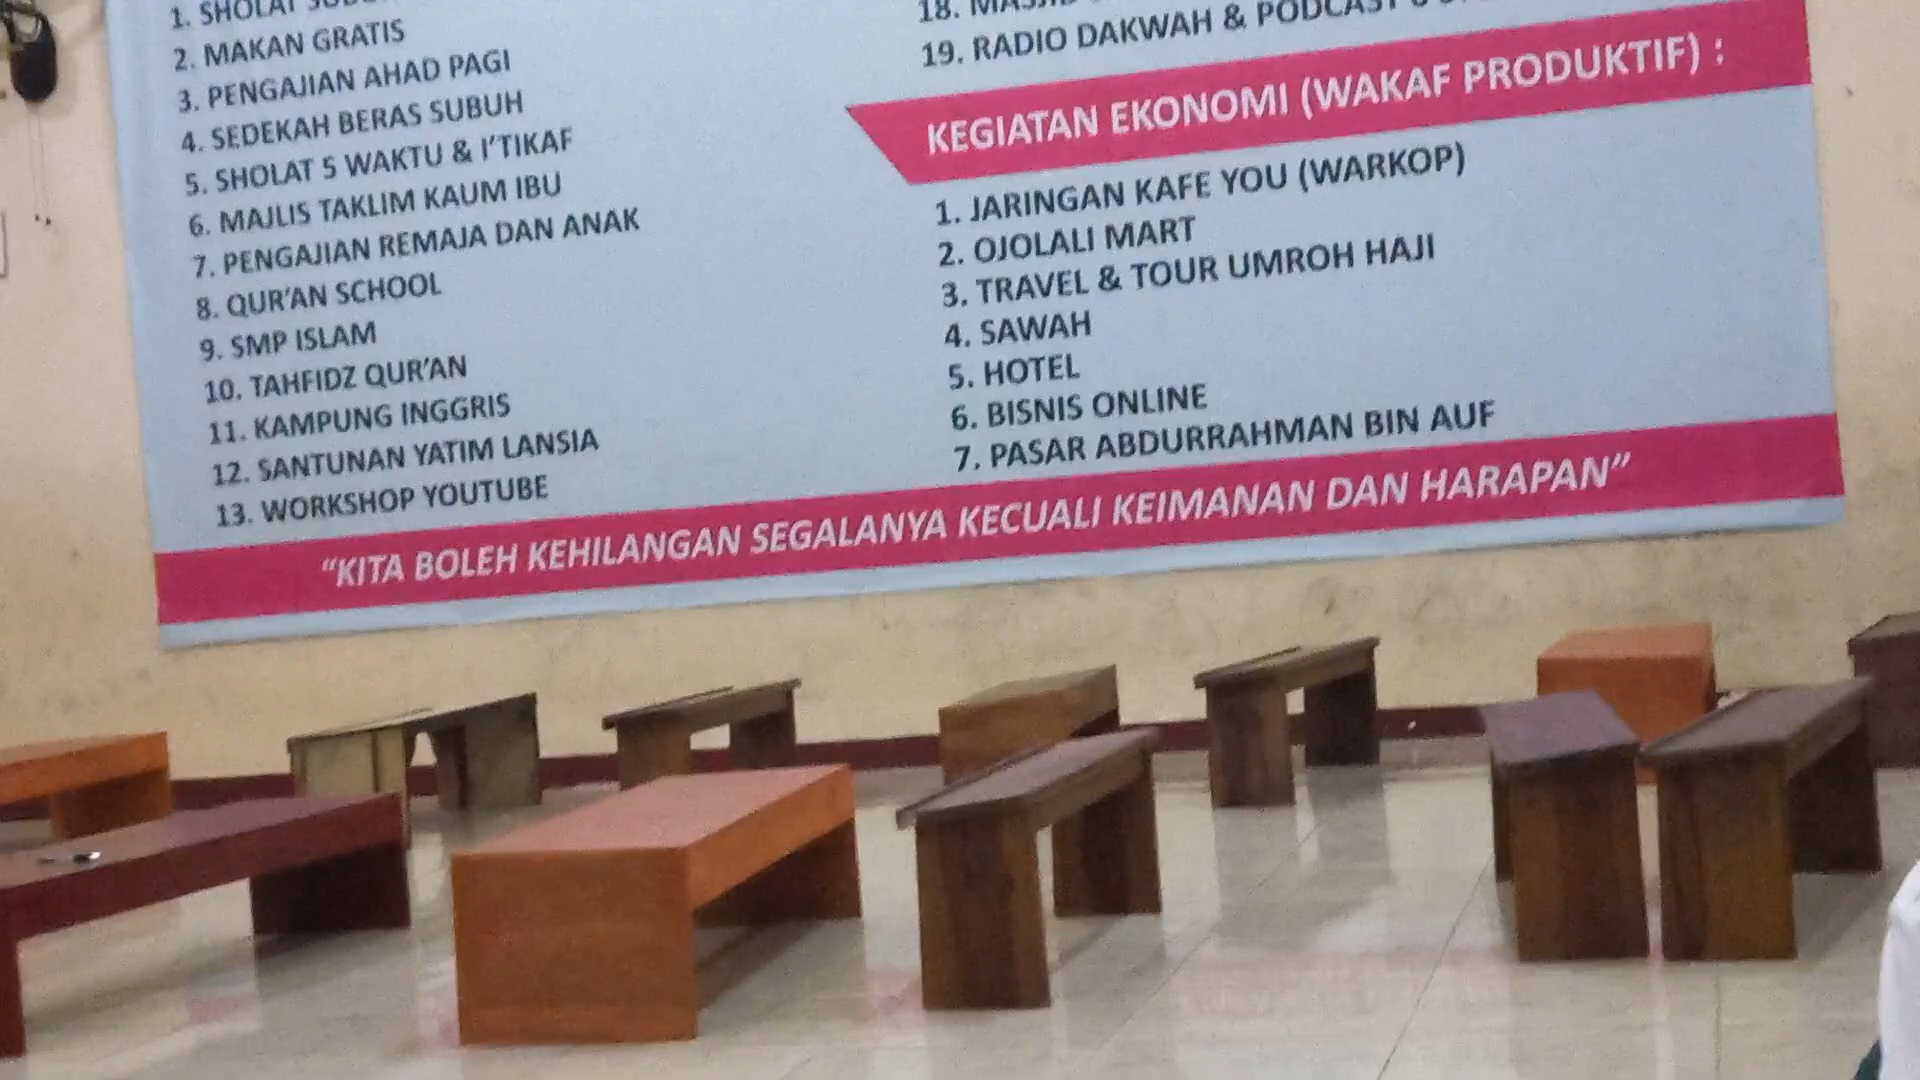 1. SHOLAT
2. MAKAN GRATIS
3. PENGAJIAN AHAD PAGI
4. SEDEKAH BERAS SUBUH
5. SHOLAT 5 WAKTU & I'TIKAF
6. MAJLIS TAKLIM KAUM IBU
7. PENGAJIAN REMAJA DAN ANAK
8. QUR'AN SCHOOL
9. SMP ISLAM
10. TAHFIDZ QUR'AN
11. KAMPUNG INGGRIS
12. SANTUNAN YATIM LANSIA
13. WORKSHOP YOUTUBE
18.
19. RADIO DAKWAH & PODCAST
KEGIATAN EKONOMI (WAKAF PRODUKTIF) :
1. JARINGAN KAFE YOU (WARKOP)
2. OJOLALI MART
3. TRAVEL & TOUR UMROH HAJI
4. SAWAH
5. HOTEL
6. BISNIS ONLINE
7. PASAR ABDURRAHMAN BIN AUF
“KITA BOLEH KEHILANGAN SEGALANYA KECUALI KEIMANAN DAN HARAPAN”